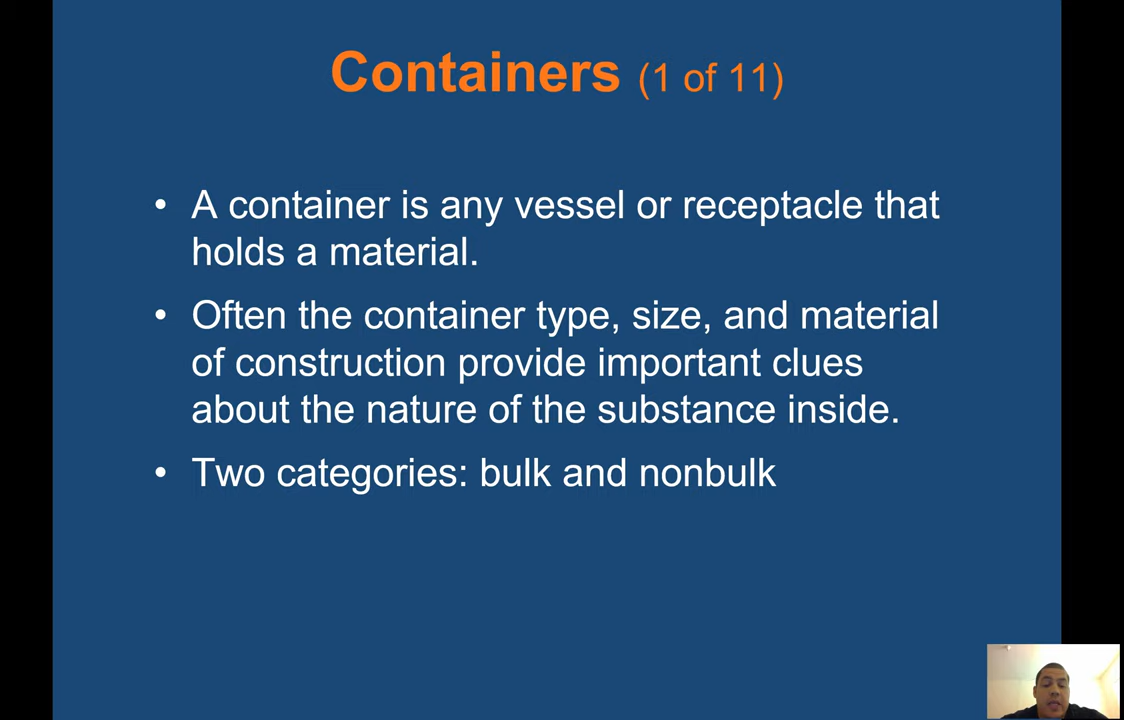 Containers (1 of 11)
• A container is any vessel or receptacle that
holds a material.
• Often the container type, size, and material
of construction provide important clues
about the nature of the substance inside.
• Two categories: bulk and nonbulk